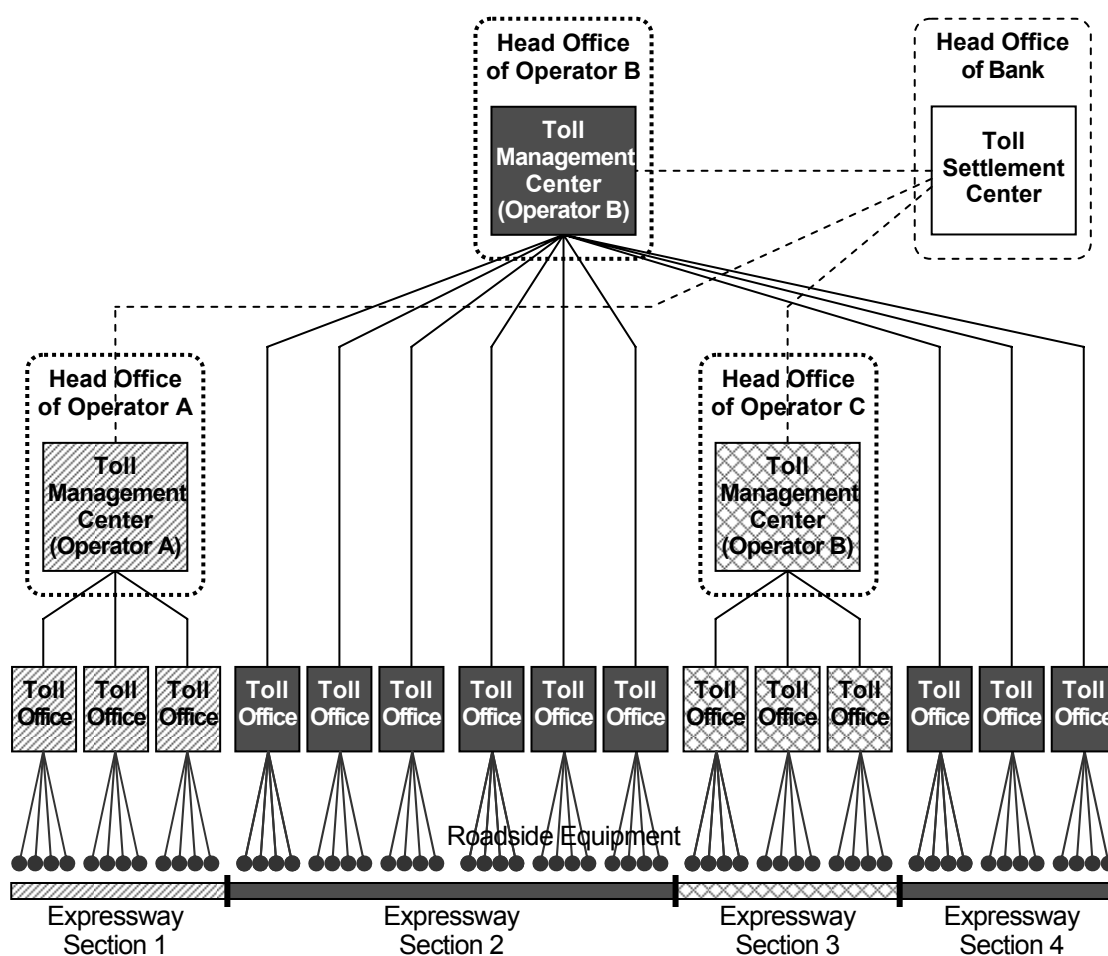 Head Office
of Operator B
Head Office
of Bank
Toll
Management
Center
(Operator B)
Toll
Settlement
Center
Head Office
of Operator A
Head Office
of Operator C
Toll
Management
Center
(Operator A)
Toll
Management
Center
(Operator B)
Toll
Office
Toll
Office
Toll
Office
Toll
Office
Toll
Office
Toll
Office
Toll
Office
Toll
Office
Toll
Office
Toll
Office
Toll
Office
Toll
Office
Toll
Office
Toll
Office
Toll
Office
Roadside Equipment
Expressway
Section 1
Expressway
Section 2
Expressway
Section 3
Expressway
Section 4